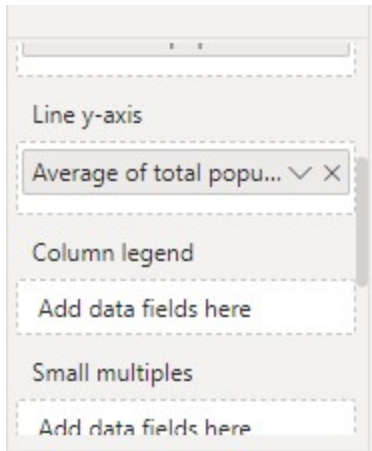 Line y-axis
Average of total popu...
Column legend
Add data fields here
Small multiples
Add data fields here